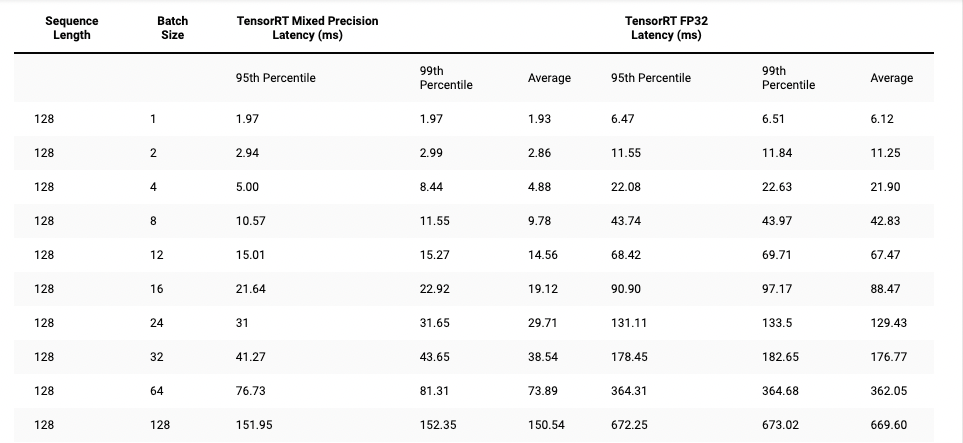 Sequence Length Batch Size TensorRT Mixed Precision Latency (ms) TensorRT FP32 Latency (ms)
95th Percentile 99th Percentile Average 95th Percentile 99th Percentile Average
128 1 1.97 1.97 1.93 6.47 6.51 6.12
128 2 2.94 2.99 2.86 11.55 11.84 11.25
128 4 5.00 8.44 4.88 22.08 22.63 21.90
128 8 10.57 11.55 9.78 43.74 43.97 42.83
128 12 15.01 15.27 14.56 68.42 69.71 67.47
128 16 21.64 22.92 19.12 90.90 97.17 88.47
128 24 31 31.65 29.71 131.11 133.5 129.43
128 32 41.27 43.65 38.54 178.45 182.65 176.77
128 64 76.73 81.31 73.89 364.31 364.68 362.05
128 128 151.95 152.35 150.54 672.25 673.02 669.60